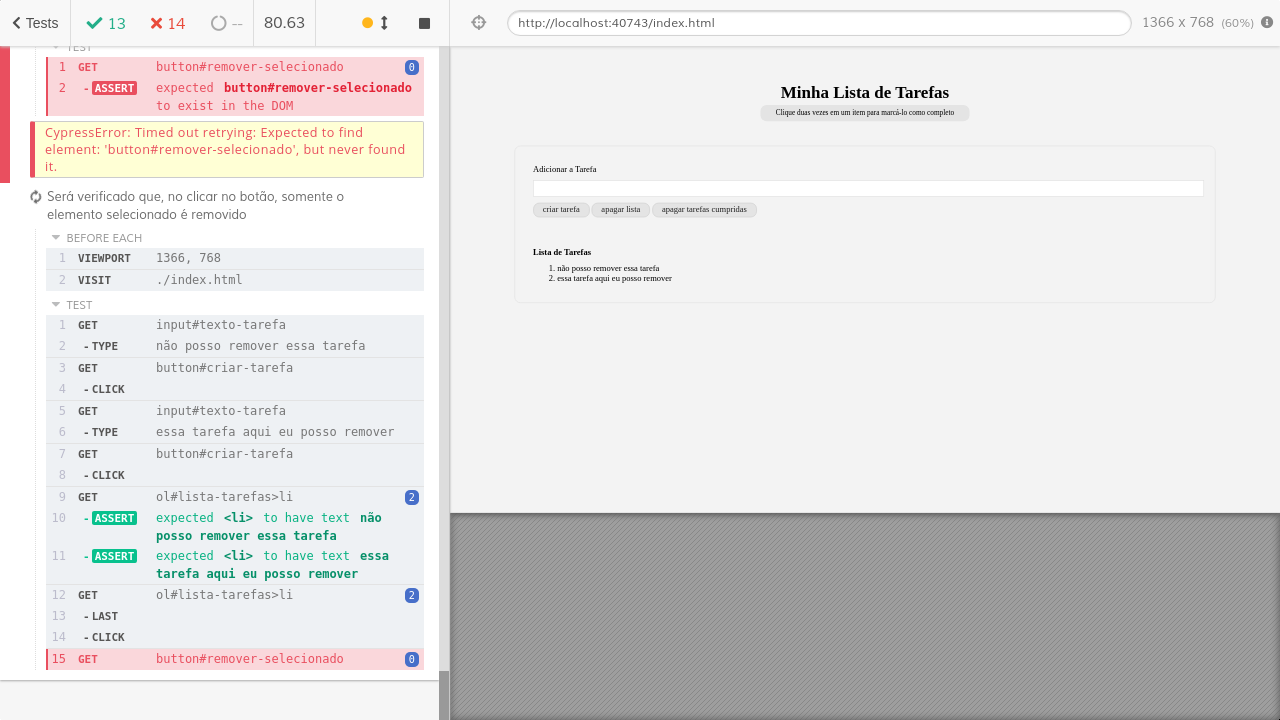 Tests
13
14
--
80.63
TEST
1 GET button#remover-selecionado 0
2 - ASSERT expected button#remover-selecionado
to exist in the DOM
CypressError: Timed out retrying: Expected to find
element: 'button#remover-selecionado', but never found
it.
Será verificado que, no clicar no botão, somente o
elemento selecionado é removido
BEFORE EACH
1 VIEWPORT 1366, 768
2 VISIT ./index.html
TEST
1 GET input#texto-tarefa
2 - TYPE não posso remover essa tarefa
3 GET button#criar-tarefa
4 - CLICK
5 GET input#texto-tarefa
6 - TYPE essa tarefa aqui eu posso remover
7 GET button#criar-tarefa
8 - CLICK
9 GET ol#lista-tarefas>li 2
10 - ASSERT expected <li> to have text não
posso remover essa tarefa
11 - ASSERT expected <li> to have text essa
tarefa aqui eu posso remover
12 GET ol#lista-tarefas>li 2
13 - LAST
14 - CLICK
15 GET button#remover-selecionado 0
http://localhost:40743/index.html
1366 x 768 (60%)
Minha Lista de Tarefas
Clique duas vezes em um item para marcá-lo como completo
Adicionar a Tarefa
criar tarefa
apagar lista
apagar tarefas cumpridas
Lista de Tarefas
1. não posso remover essa tarefa
2. essa tarefa aqui eu posso remover